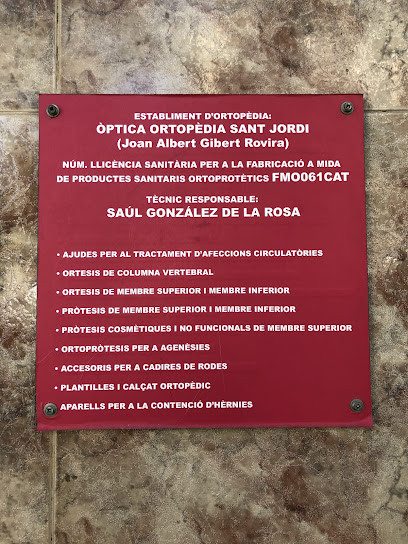 ESTABLIMENT D'ORTOPÈDIA:
ÒPTICA ORTOPÈDIA SANT JORDI
(Joan Albert Gibert Rovira)
NÚM. LLICÈNCIA SANITÀRIA PER A LA FABRICACIÓ A MIDA
DE PRODUCTES SANITARIS ORTOPROTÈTICS FMO061CAT
TÈCNIC RESPONSABLE:
SAÚL GONZÁLEZ DE LA ROSA
• AJUDES PER AL TRACTAMENT D'AFECCIONS CIRCULATÒRIES
• ORTESIS DE COLUMNA VERTEBRAL
• ORTESIS DE MEMBRE SUPERIOR I MEMBRE INFERIOR
• PRÒTESIS DE MEMBRE SUPERIOR I MEMBRE INFERIOR
• PRÒTESIS COSMÈTIQUES I NO FUNCIONALS DE MEMBRE SUPERIOR
• ORTOPRÒTESIS PER A AGENÈSIES
• ACCESORIS PER A CADIRES DE RODES
• PLANTILLES I CALÇAT ORTOPÈDIC
APARELLS PER A LA CONTENCIÓ D'HÈRNIES